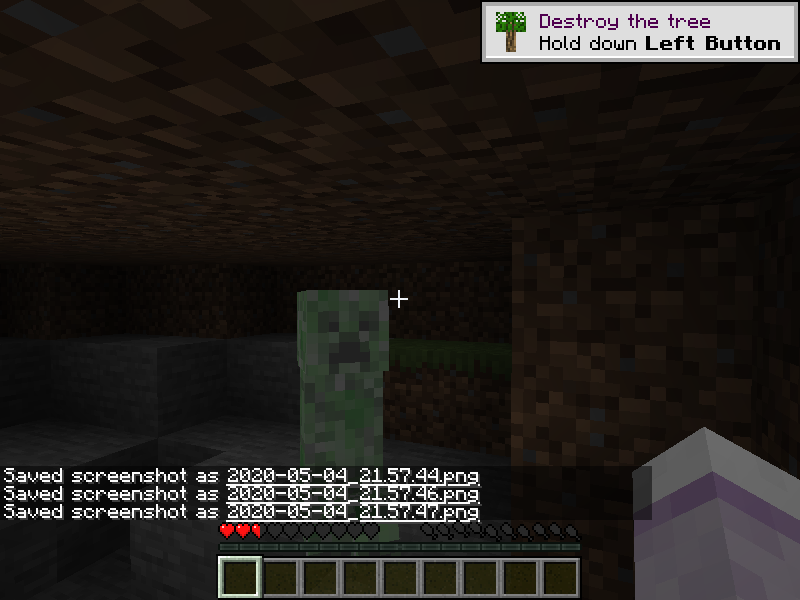 Destroy the tree
Hold down Left Button
Saved screenshot as 2020-05-04_21.57.44.png
Saved screenshot as 2020-05-04_21.57.46.png
Saved screenshot as 2020-05-04_21.57.47.png